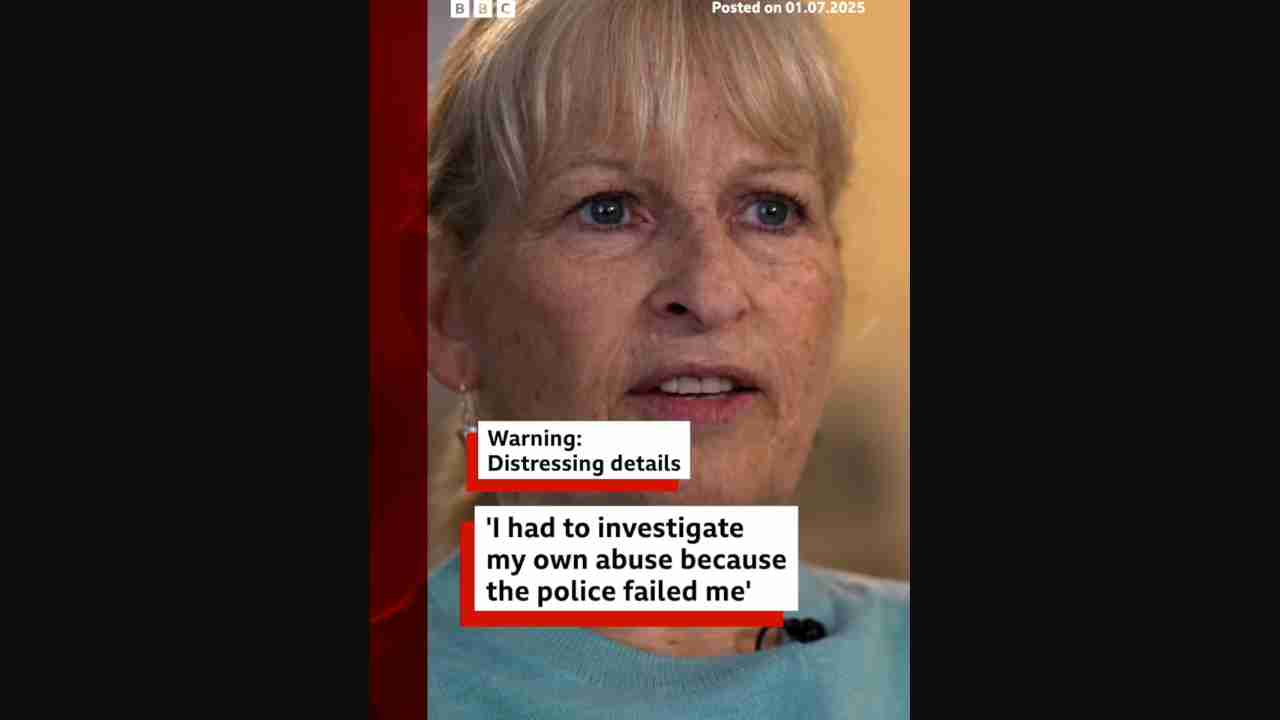 BBC
Posted on 01.07.2025
Warning:
Distressing details
'I had to investigate
my own abuse because
the police failed me'